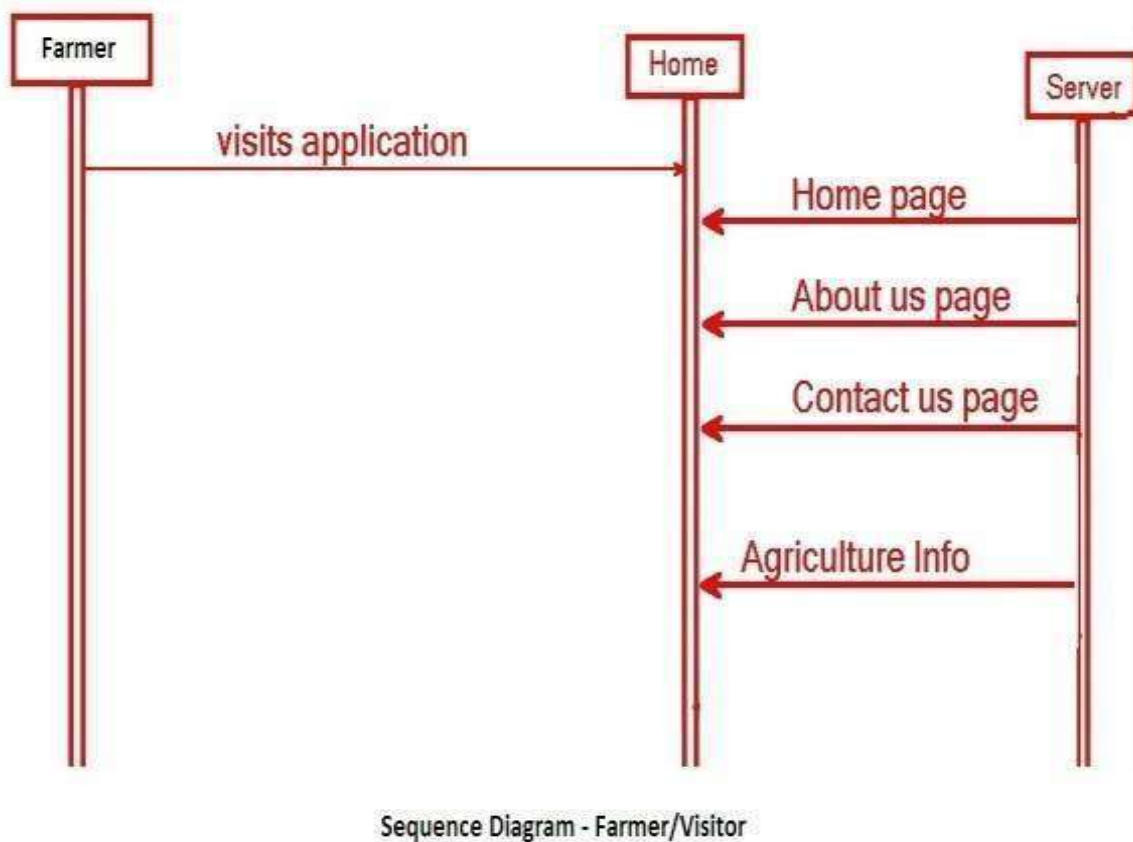 Farmer
Home
Server
visits application
Home page
About us page
Contact us page
Agriculture Info
Sequence Diagram - Farmer/Visitor